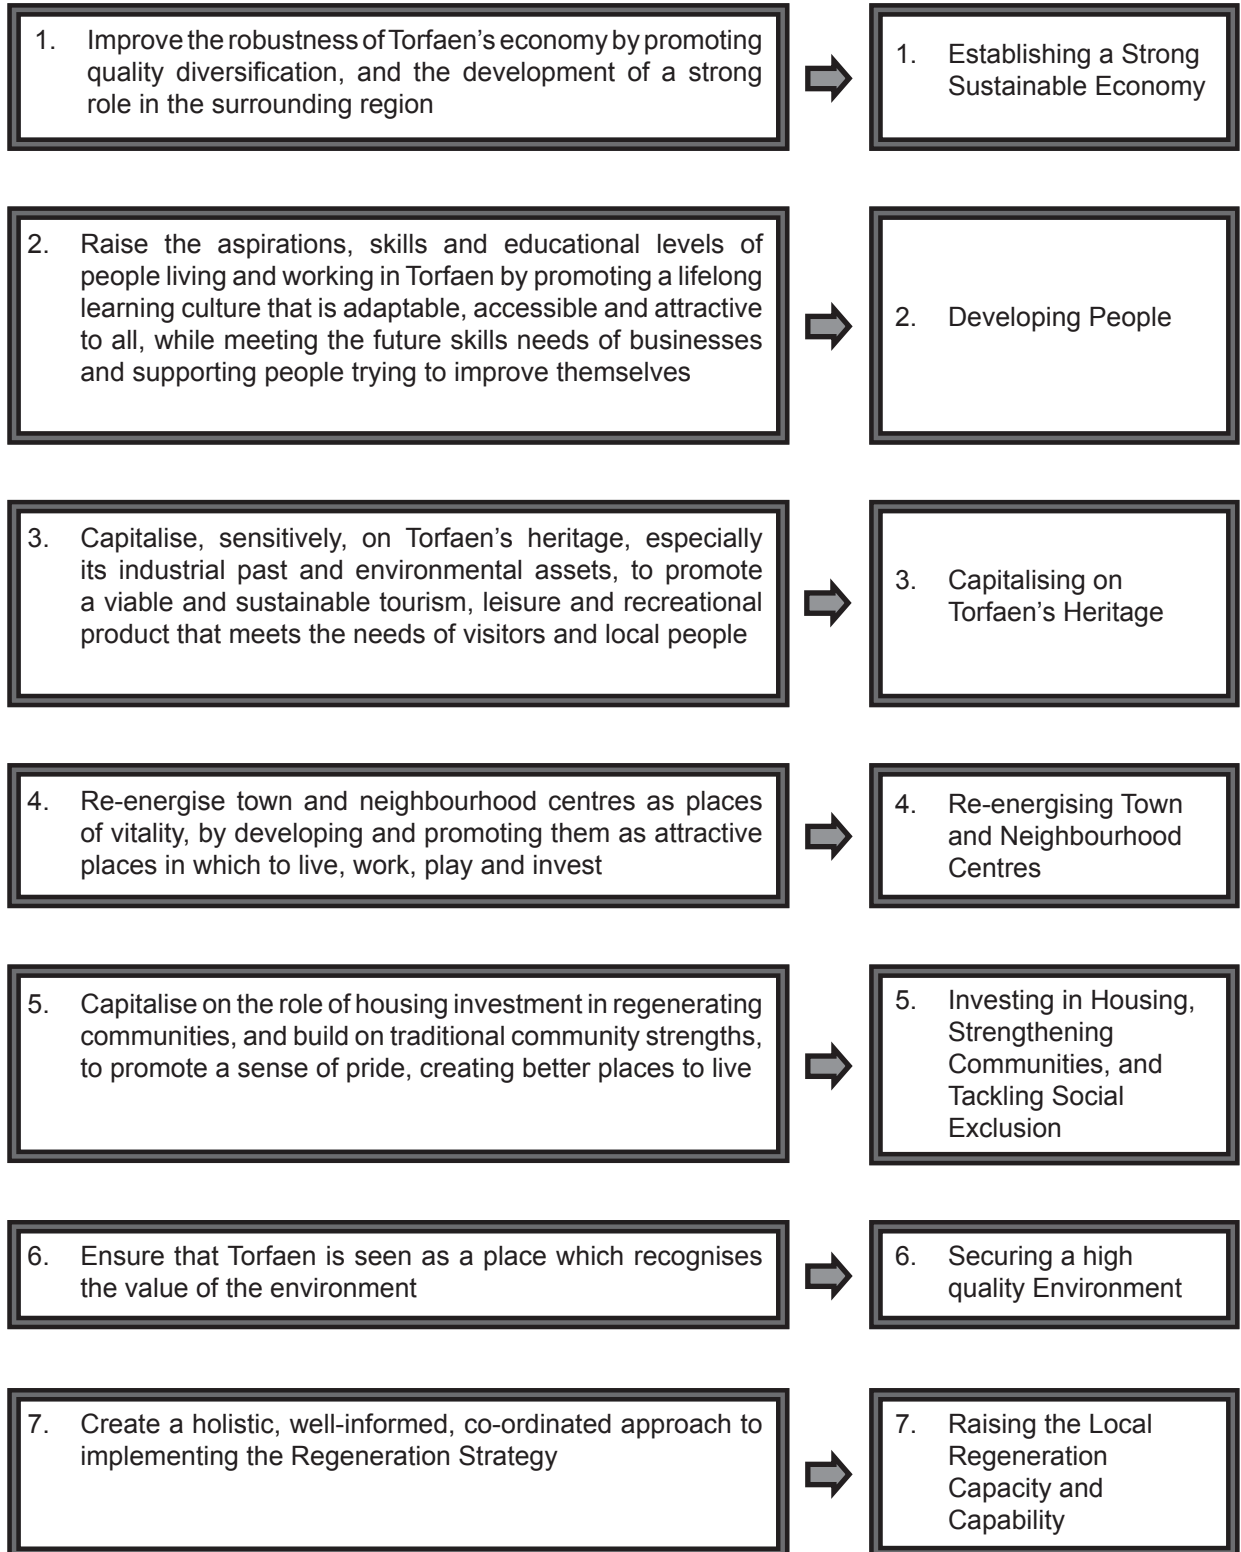 1. Improve the robustness of Torfaen's economy by promoting
quality diversification, and the development of a strong
role in the surrounding region
1. Establishing a Strong
Sustainable Economy
2. Raise the aspirations, skills and educational levels of
people living and working in Torfaen by promoting a lifelong
learning culture that is adaptable, accessible and attractive
to all, while meeting the future skills needs of businesses
and supporting people trying to improve themselves
2. Developing People
3. Capitalise, sensitively, on Torfaen's heritage, especially
its industrial past and environmental assets, to promote
a viable and sustainable tourism, leisure and recreational
product that meets the needs of visitors and local people
3. Capitalising on
Torfaen's Heritage
4. Re-energise town and neighbourhood centres as places
of vitality, by developing and promoting them as attractive
places in which to live, work, play and invest
4. Re-energising Town
and Neighbourhood
Centres
5. Capitalise on the role of housing investment in regenerating
communities, and build on traditional community strengths,
to promote a sense of pride, creating better places to live
5. Investing in Housing,
Strengthening
Communities, and
Tackling Social
Exclusion
6. Ensure that Torfaen is seen as a place which recognises
the value of the environment
6. Securing a high
quality Environment
7. Create a holistic, well-informed, co-ordinated approach to
implementing the Regeneration Strategy
7. Raising the Local
Regeneration
Capacity and
Capability